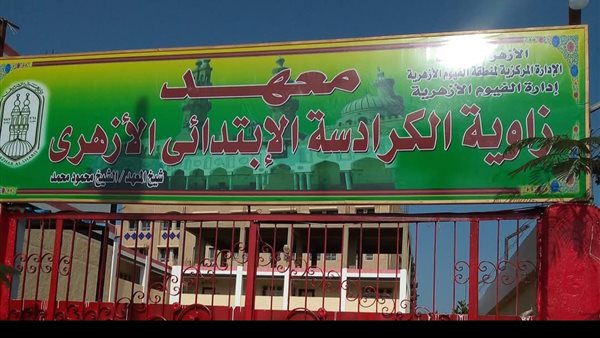 الأزهر
الإدارة المركزية لمنطقة الفيوم الأزهرية
إدارة الفيوم الأزهرية
معهد
زاوية الكرادسة الإبتدائى الأزهرى
شيخ المعهد / الشيخ محمود محمد